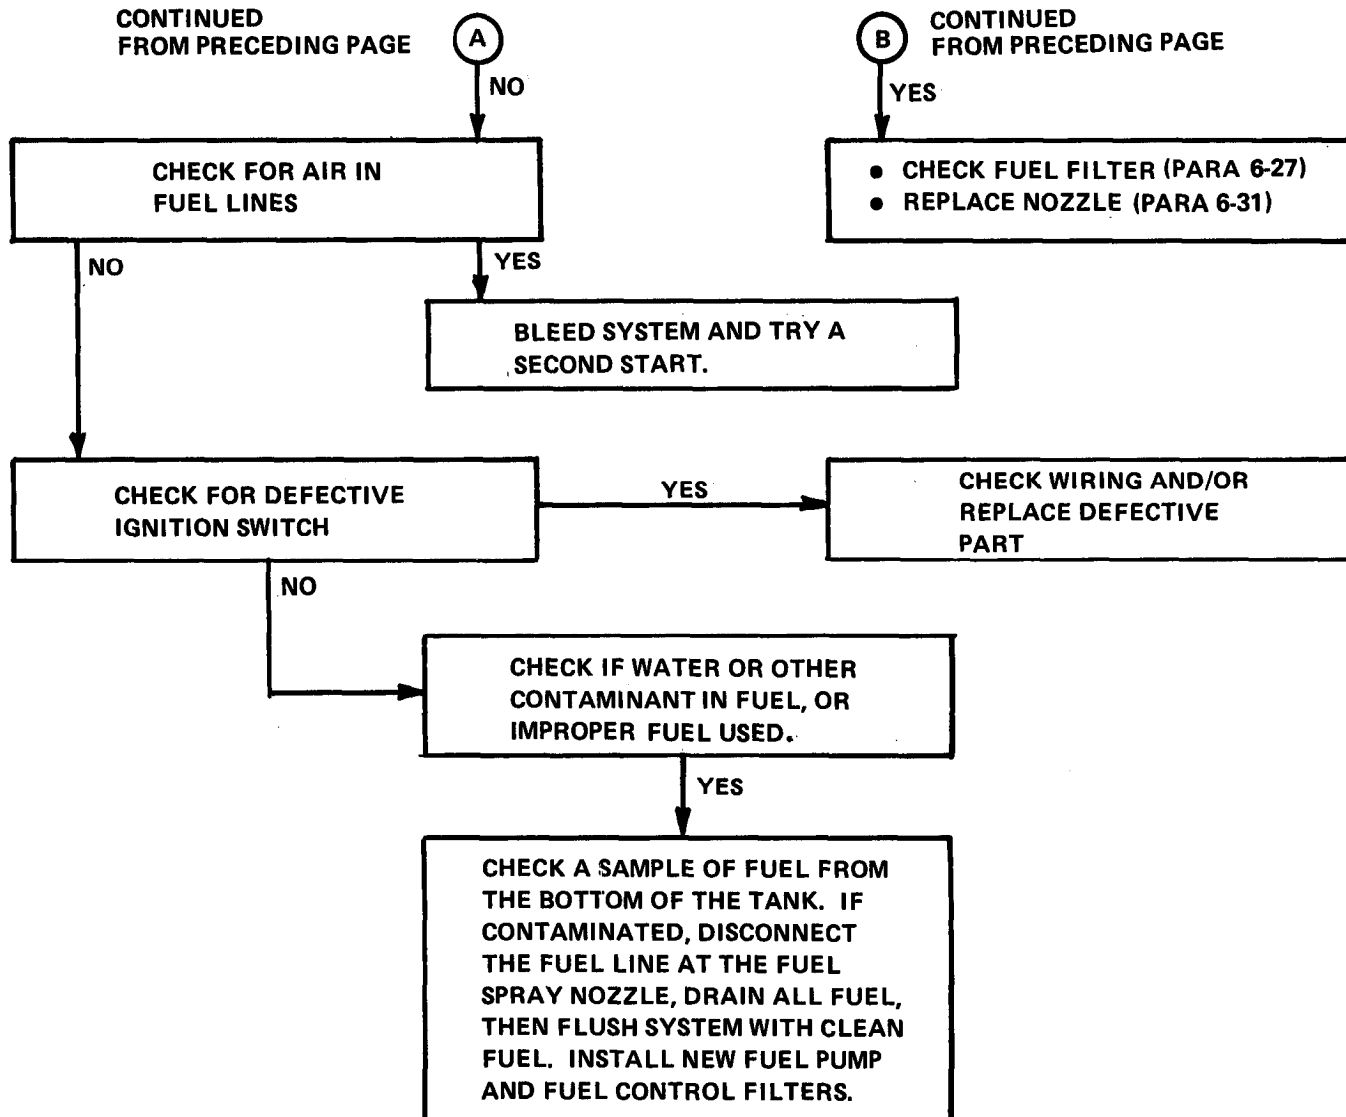 CONTINUED
FROM PRECEDING PAGE
A
NO
B
CONTINUED
FROM PRECEDING PAGE
YES
CHECK FOR AIR IN
FUEL LINES
• CHECK FUEL FILTER (PARA 6-27)
• REPLACE NOZZLE (PARA 6-31)
NO
YES
BLEED SYSTEM AND TRY A
SECOND START.
CHECK FOR DEFECTIVE
IGNITION SWITCH
YES
CHECK WIRING AND/OR
REPLACE DEFECTIVE
PART
NO
CHECK IF WATER OR OTHER
CONTAMINANT IN FUEL, OR
IMPROPER FUEL USED.
YES
CHECK A SAMPLE OF FUEL FROM
THE BOTTOM OF THE TANK. IF
CONTAMINATED, DISCONNECT
THE FUEL LINE AT THE FUEL
SPRAY NOZZLE, DRAIN ALL FUEL,
THEN FLUSH SYSTEM WITH CLEAN
FUEL. INSTALL NEW FUEL PUMP
AND FUEL CONTROL FILTERS.